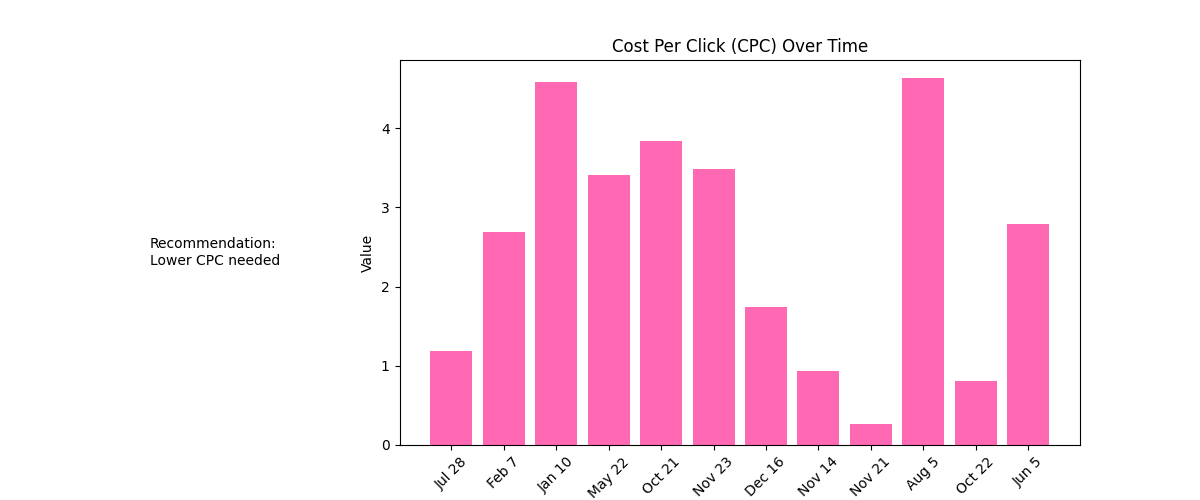 Cost Per Click (CPC) Over Time
Recommendation:
Lower CPC needed
Value
4
3
2
1
0
Jul 28
Feb 7
Jan 10
May 22
Oct 21
Nov 23
Dec 16
Nov 14
Nov 21
Aug 5
Oct 22
Jun 5